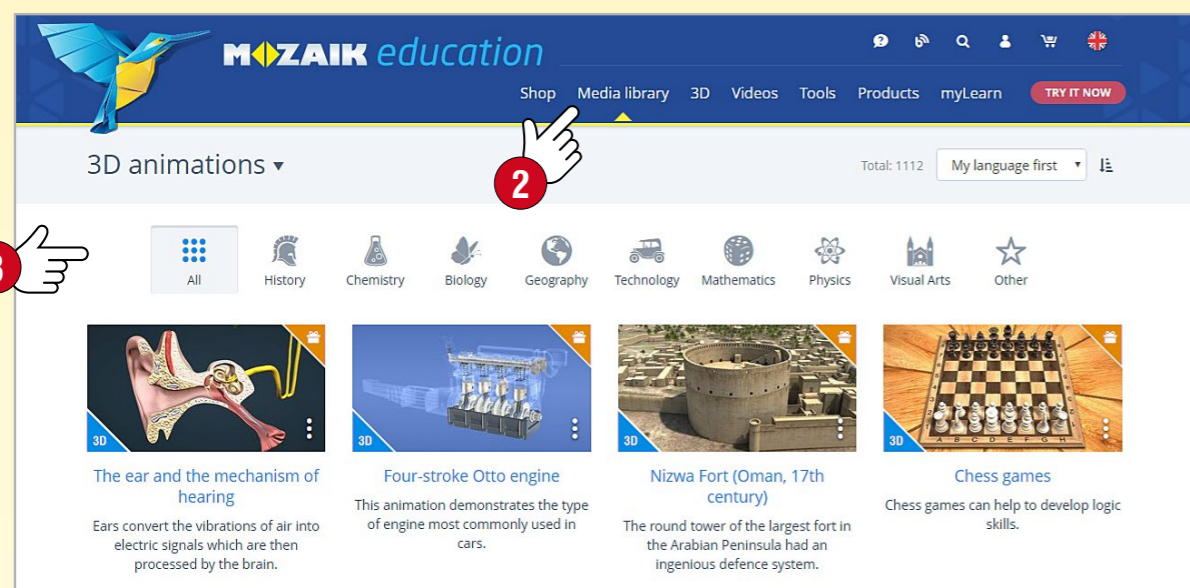 MOZAIK education
Shop Media library 3D Videos Tools Products myLearn TRY IT NOW
3D animations
Total: 1112 My language first
2
3
All History Chemistry Biology Geography Technology Mathematics Physics Visual Arts Other
3D
3D
3D
3D
The ear and the mechanism of
hearing
Ears convert the vibrations of air into
electric signals which are then
processed by the brain.
Four-stroke Otto engine
This animation demonstrates the type
of engine most commonly used in
cars.
Nizwa Fort (Oman, 17th
century)
The round tower of the largest fort in
the Arabian Peninsula had an
ingenious defence system.
Chess games
Chess games can help to develop logic
skills.
A B C D E F G H